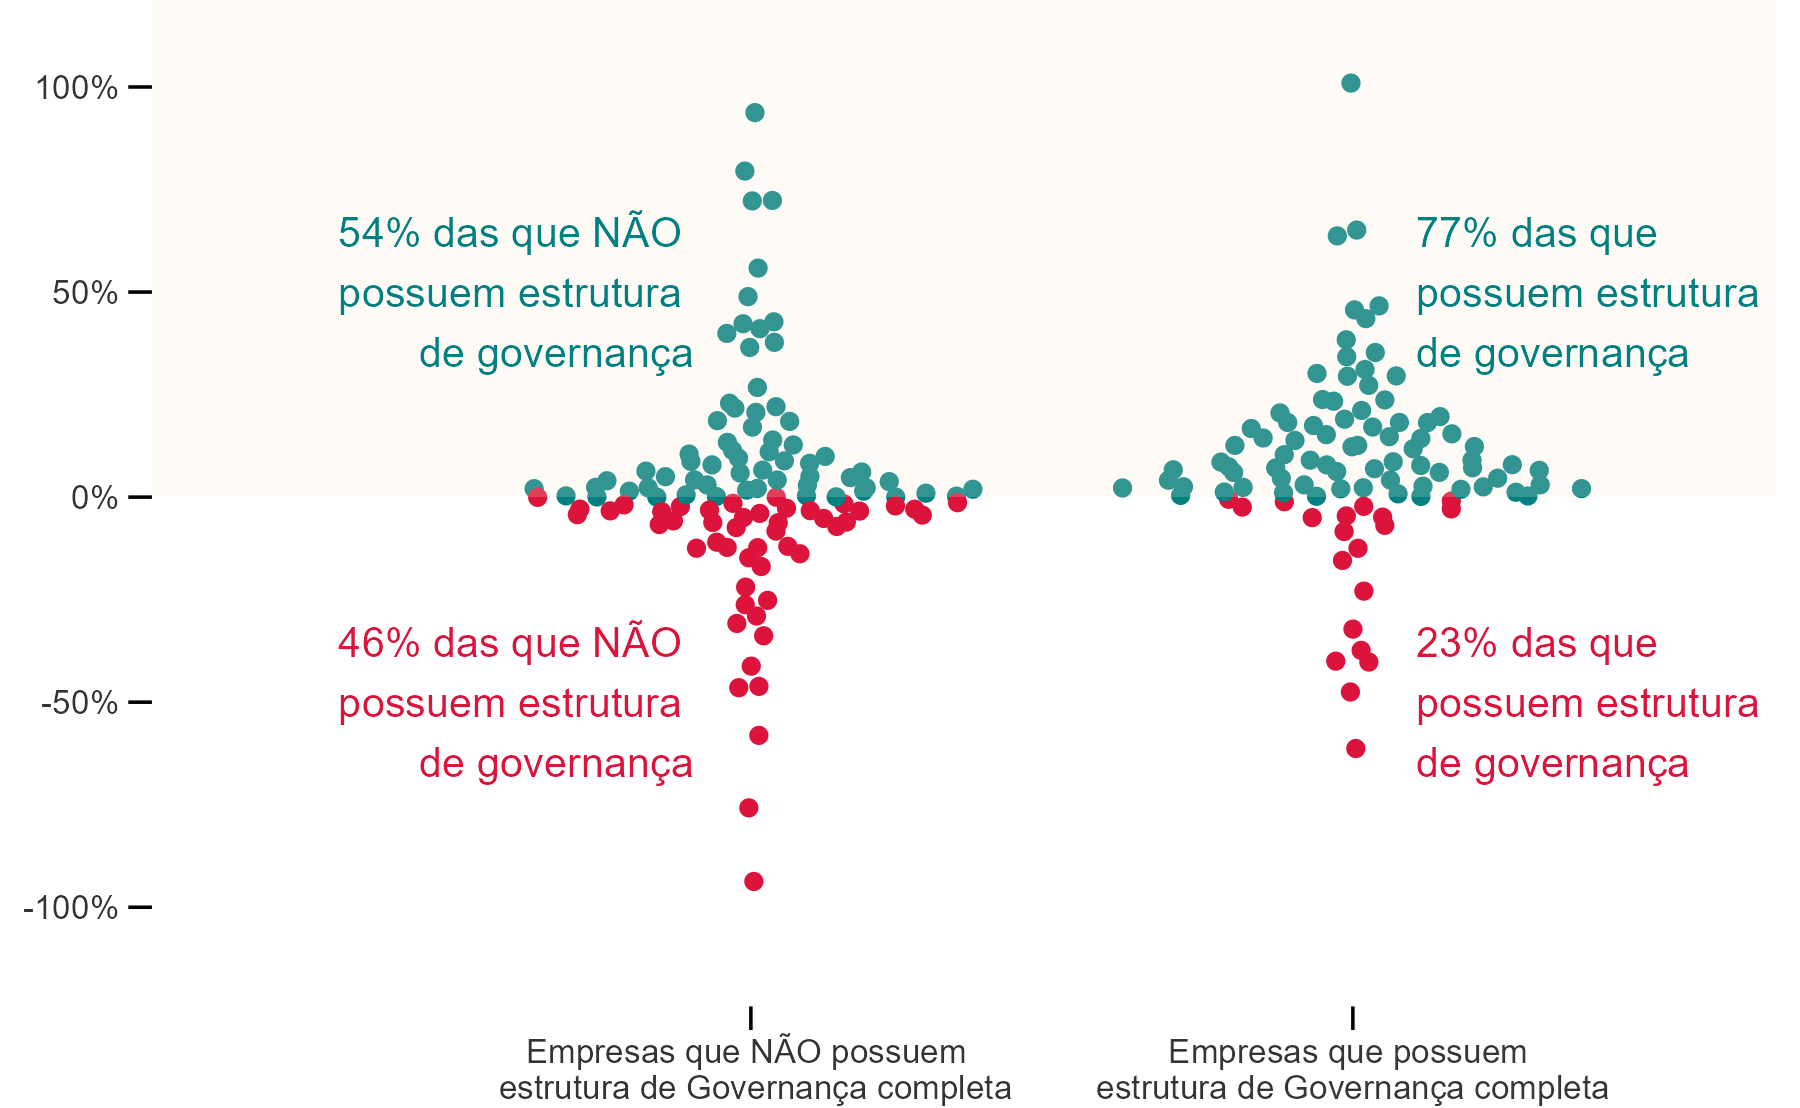 100%
50%
0%
-50%
-100%
54% das que NÃO
possuem estrutura
de governança
77% das que
possuem estrutura
de governança
46% das que NÃO
possuem estrutura
de governança
23% das que
possuem estrutura
de governança
Empresas que NÃO possuem
estrutura de Governança completa
Empresas que possuem
estrutura de Governança completa